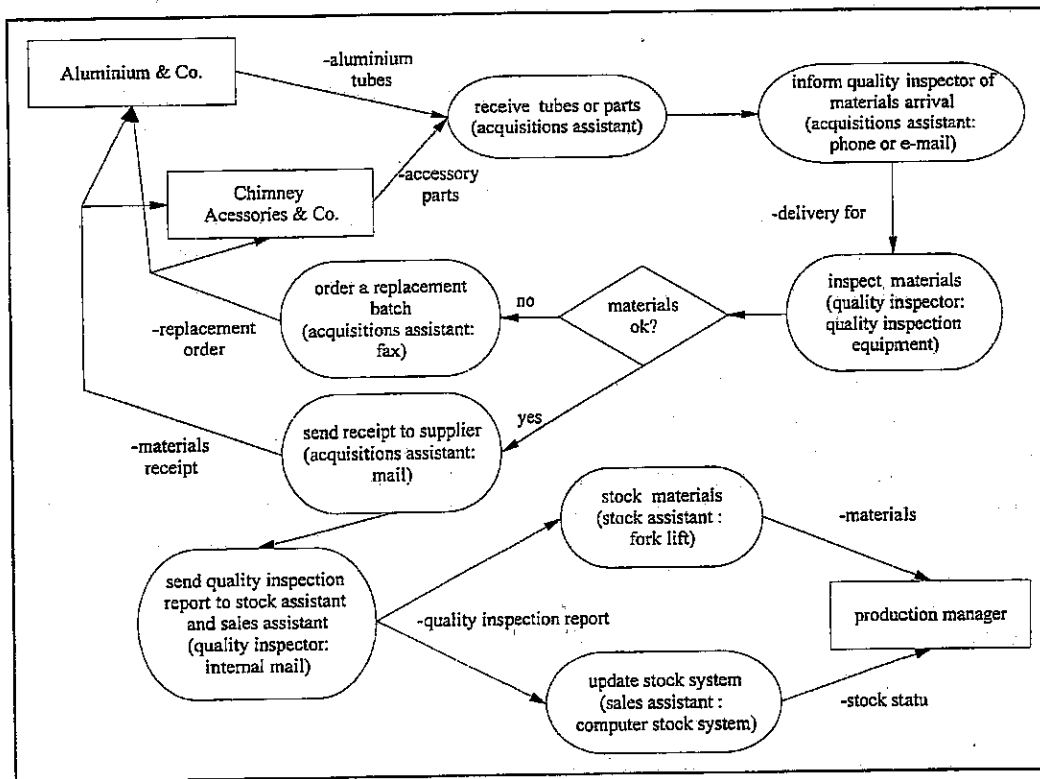 Aluminium & Co.
-aluminium
tubes
receive tubes or parts
(acquisitions assistant)
inform quality inspector of
materials arrival
(acquisitions assistant:
phone or e-mail)
Chimney
Acessories & Co.
-accessory
parts
-delivery for
order a replacement
batch
(acquisitions assistant:
fax)
no
materials
ok?
inspect materials
(quality inspector:
quality inspection
equipment)
-replacement
order
yes
send receipt to supplier
(acquisitions assistant:
mail)
-materials
receipt
stock materials
(stock assistant :
fork lift)
-materials
send quality inspection
report to stock assistant
and sales assistant
(quality inspector:
internal mail)
-quality inspection report
production manager
update stock system
(sales assistant :
computer stock system)
-stock statu